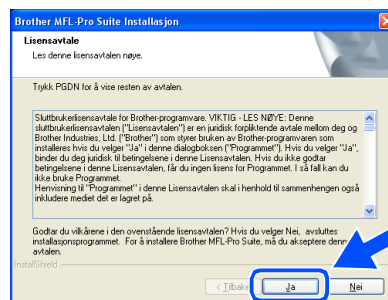 Brother MFL-Pro Suite Installasjon
Lisensavtale
Les denne lisensavtalen nøye.
Trykk PGDN for å vise resten av avtalen.
Sluttbrukerlisensavtale for Brother-programvare. VIKTIG - LES NØYE: Denne
sluttbrukerlisensavtalen ("Lisensavtalen") er en juridisk forpliktende avtale mellom deg og
Brother Industries, Ltd. ("Brother") som styrer bruken av Brother-programvaren som
installeres hvis du velger "Ja" i denne dialogboksen ("Programmet"). Hvis du velger "Ja",
binder du deg juridisk til betingelsene i denne Lisensavtalen. Hvis du ikke godtar
betingelsene i denne Lisensavtalen, får du ingen lisens for Programmet. I så fall kan du
ikke bruke Programmet.
Henvisning til "Programmet" i denne Lisensavtalen skal i henhold til sammenhengen også
inkludere mediet det er lagret på.
Godtar du vilkårene i den ovenstående lisensavtalen? Hvis du velger Nei, avsluttes
installasjonsprogrammet. For å installere Brother MFL-Pro Suite, må du akseptere denne
avtalen.
InstallShield
< Tilbake Ja Nei